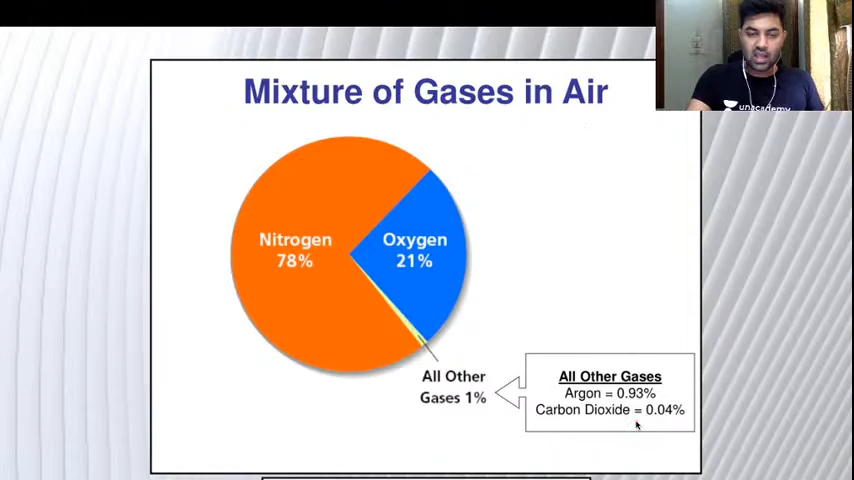 Mixture of Gases in Air
unacademy
Nitrogen
78%
Oxygen
21%
All Other
Gases 1%
All Other Gases
Argon = 0.93%
Carbon Dioxide = 0.04%